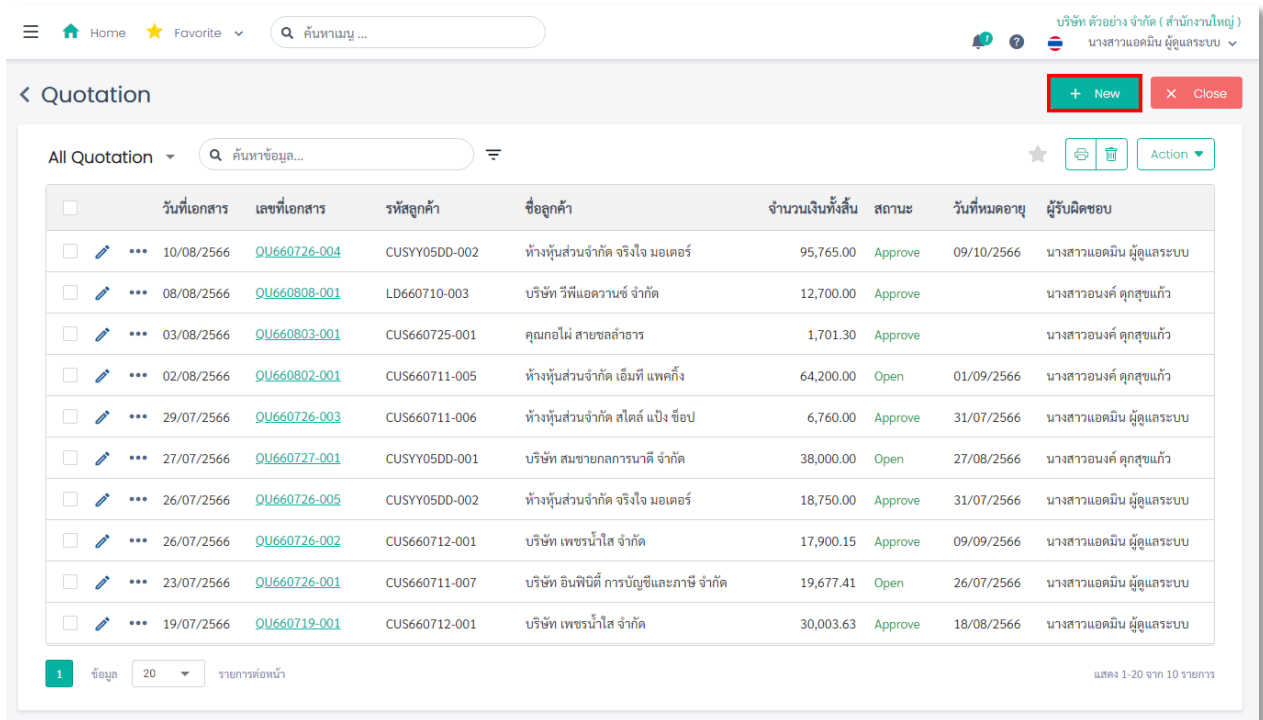 บริษัท ตัวอย่าง จำกัด ( สำนักงานใหญ่ )
Home Favorite ค้นหาเมนู ... 1 ? นางสาวแอดมิน ผู้ดูแลระบบ
Quotation + New × Close
All Quotation ค้นหาข้อมูล... Action
วันที่เอกสาร เลขที่เอกสาร รหัสลูกค้า ชื่อลูกค้า จำนวนเงินทั้งสิ้น สถานะ วันที่หมดอายุ ผู้รับผิดชอบ
10/08/2566 QU660726-004 CUSYY05DD-002 ห้างหุ้นส่วนจำกัด จริงใจ มอเตอร์ 95,765.00 Approve 09/10/2566 นางสาวแอดมิน ผู้ดูแลระบบ
08/08/2566 QU660808-001 LD660710-003 บริษัท วีพีแอดวานซ์ จำกัด 12,700.00 Approve นางสาวอนงค์ ดุกสุขแก้ว
03/08/2566 QU660803-001 CUS660725-001 คุณกอไผ่ สายชลลำธาร 1,701.30 Approve นางสาวอนงค์ ดุกสุขแก้ว
02/08/2566 QU660802-001 CUS660711-005 ห้างหุ้นส่วนจำกัด เอ็มที แพคกิ้ง 64,200.00 Open 01/09/2566 นางสาวอนงค์ ดุกสุขแก้ว
29/07/2566 QU660726-003 CUS660711-006 ห้างหุ้นส่วนจำกัด สไตล์ แป้ง ช็อป 6,760.00 Approve 31/07/2566 นางสาวแอดมิน ผู้ดูแลระบบ
27/07/2566 QU660727-001 CUSYY05DD-001 บริษัท สมชายกลการนาดี จำกัด 38,000.00 Open 27/08/2566 นางสาวอนงค์ ดุกสุขแก้ว
26/07/2566 QU660726-005 CUSYY05DD-002 ห้างหุ้นส่วนจำกัด จริงใจ มอเตอร์ 18,750.00 Approve 31/07/2566 นางสาวแอดมิน ผู้ดูแลระบบ
26/07/2566 QU660726-002 CUS660712-001 บริษัท เพชรน้ำใส จำกัด 17,900.15 Approve 09/09/2566 นางสาวแอดมิน ผู้ดูแลระบบ
23/07/2566 QU660726-001 CUS660711-007 บริษัท อินฟินิตี้ การบัญชีและภาษี จำกัด 19,677.41 Open 26/07/2566 นางสาวแอดมิน ผู้ดูแลระบบ
19/07/2566 QU660719-001 CUS660712-001 บริษัท เพชรน้ำใส จำกัด 30,003.63 Approve 18/08/2566 นางสาวแอดมิน ผู้ดูแลระบบ
1 ข้อมูล 20 รายการต่อหน้า แสดง 1-20 จาก 10 รายการ